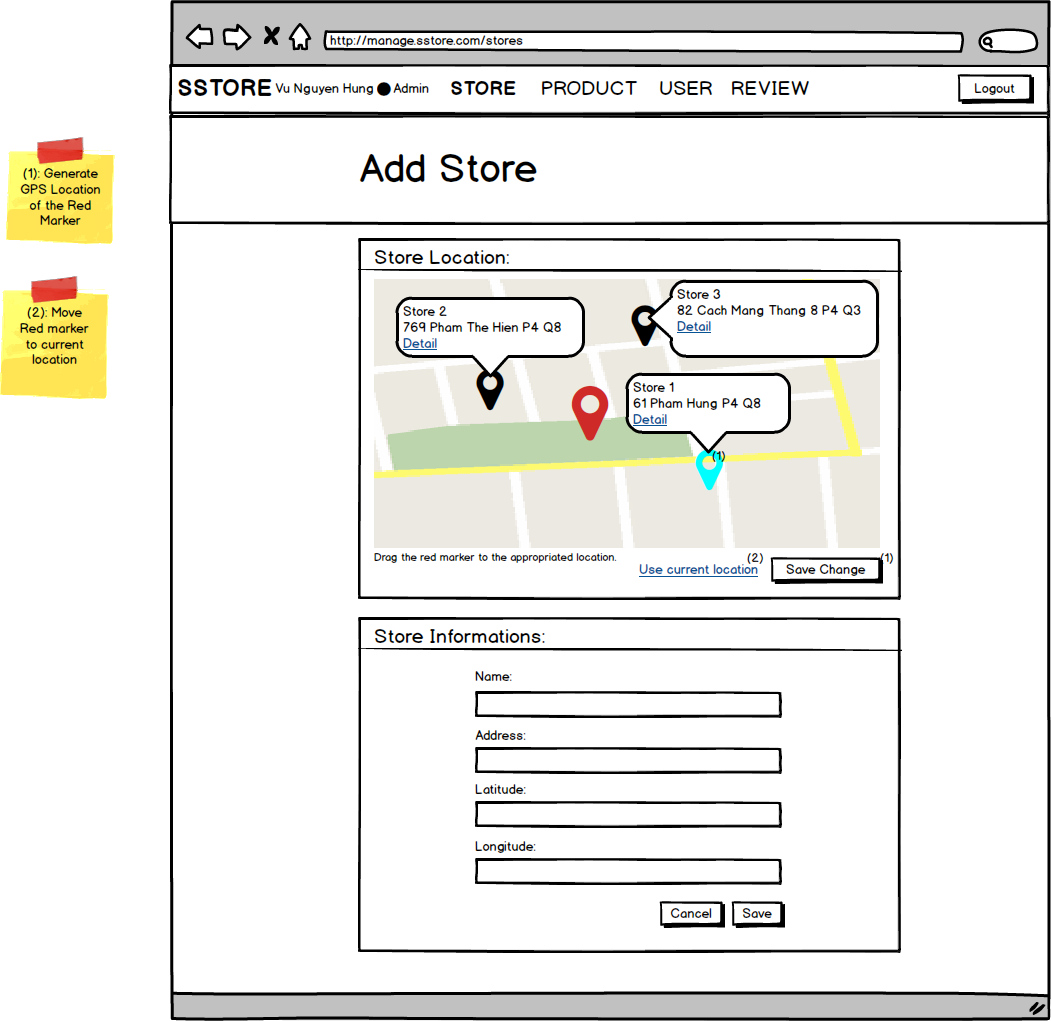 http://manage.sstore.com/stores
SSTORE Vu Nguyen Hung Admin STORE PRODUCT USER REVIEW Logout
Add Store
(1): Generate
GPS Location
of the Red
Marker
(2): Move
Red marker
to current
location
Store Location:
Store 2
769 Pham The Hien P4 Q8
Detail
Store 3
82 Cach Mang Thang 8 P4 Q3
Detail
Store 1
61 Pham Hung P4 Q8
Detail
(1)
Drag the red marker to the appropriated location.
(2)
(1)
Use current location
Save Change
Store Informations:
Name:
Address:
Latitude:
Longitude:
Cancel Save